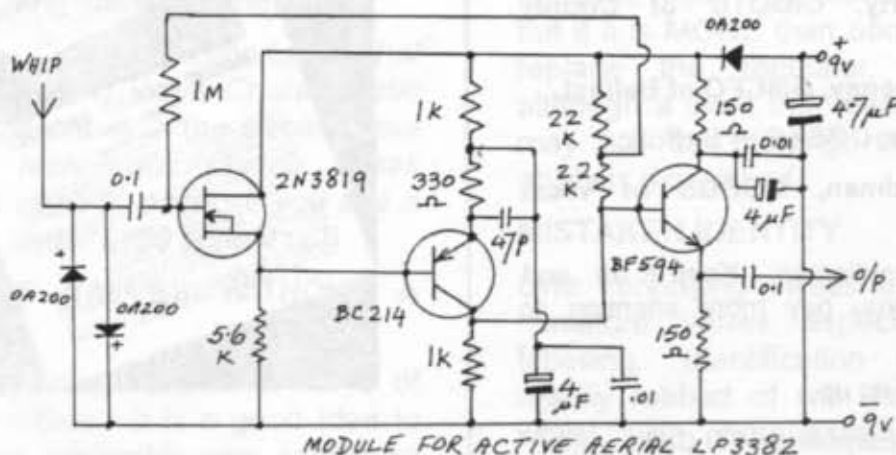 OA200
+
9V
WHIP
1M
1k
22
K
150
Ω
4·7µF
0.1
2N3819
330
Ω
22
K
0.01
4µF
47P
+
OA200
OA200
+
BC214
BF594
0.1
O/P
5·6
K
1k
4
µF
.01
150
Ω
9V
MODULE FOR ACTIVE AERIAL LP3382